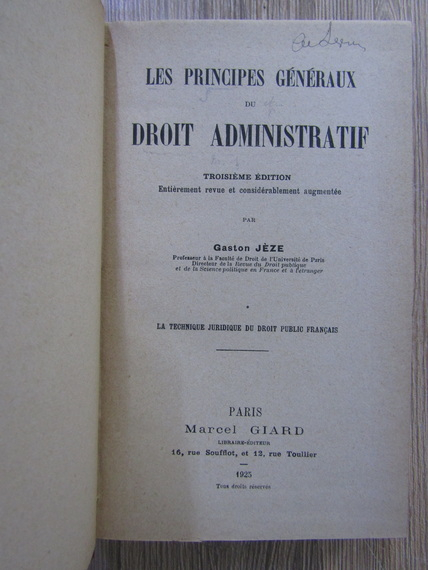 LES PRINCIPES GÉNÉRAUX
DU
DROIT ADMINISTRATIF
TROISIÈME ÉDITION
Entièrement revue et considérablement augmentée
PAR
Gaston JÈZE
Professeur à la Faculté de Droit de l'Université de Paris
Directeur de la Revue du Droit publique
et de la Science politique en France et à l'étranger
LA TECHNIQUE JURIDIQUE DU DROIT PUBLIC FRANÇAIS
PARIS
Marcel GIARD
LIBRAIRE-ÉDITEUR
16, rue Soufflot, et 12, rue Toullier
1925
Tous droits réservés